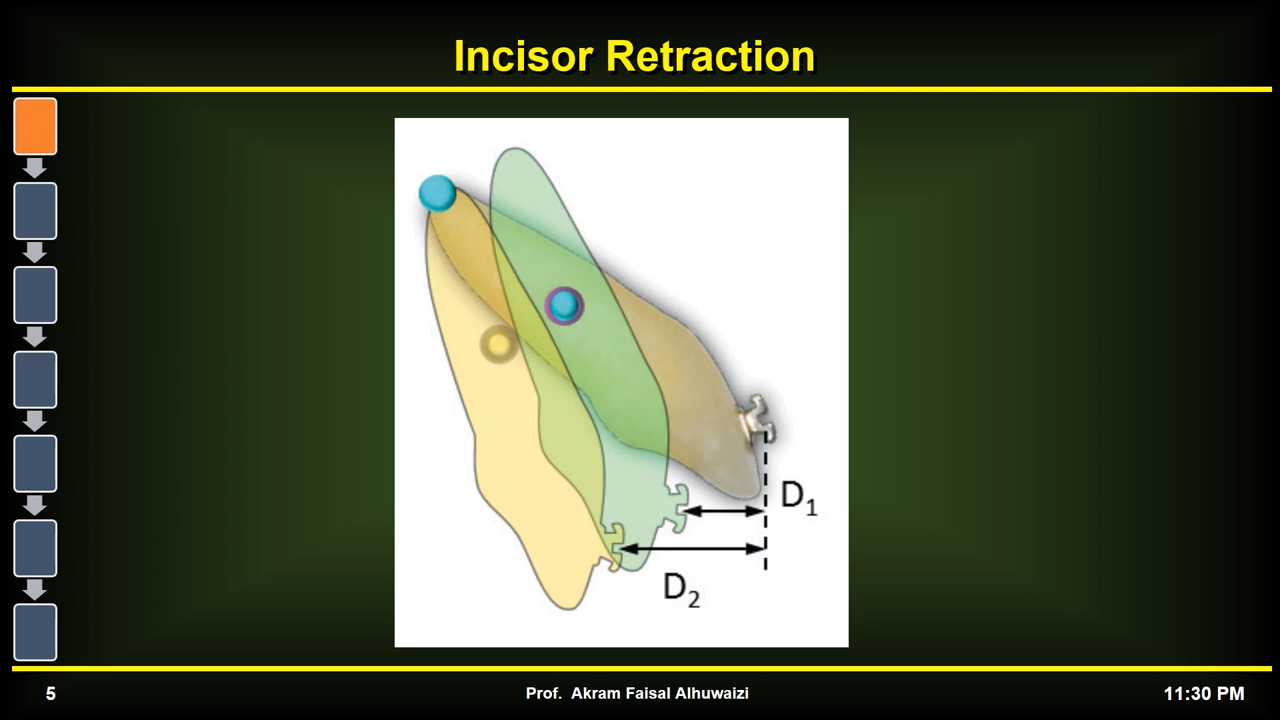 Incisor Retraction
D1
D2
5
Prof. Akram Faisal Alhuwaizi
11:30 PM